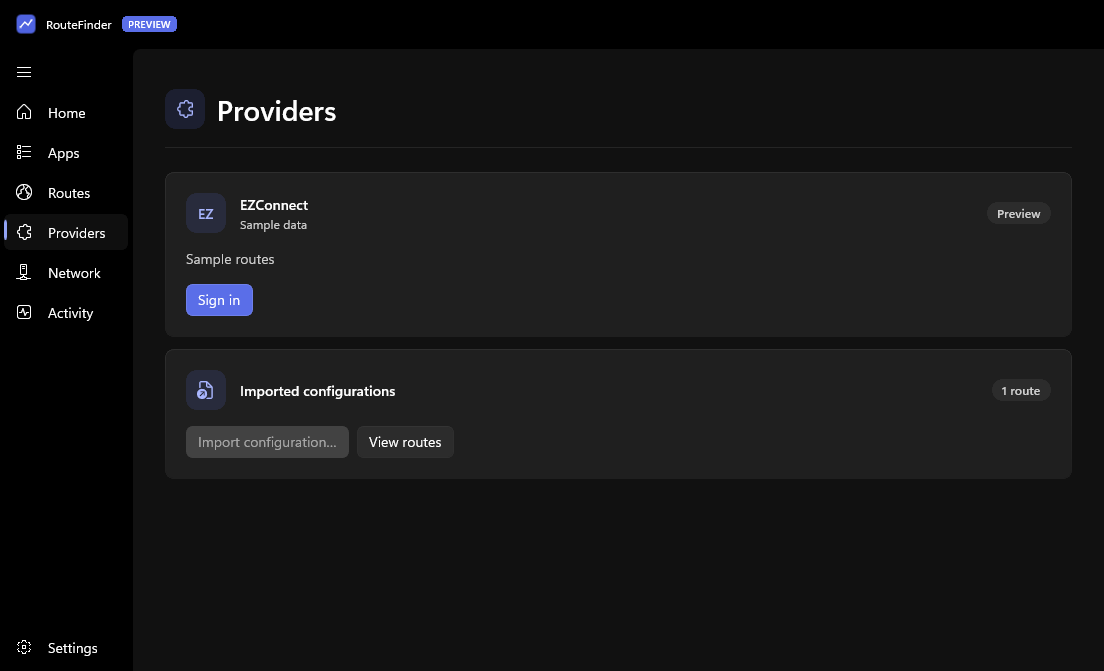 RouteFinder PREVIEW
Home
Apps
Routes
Providers
Network
Activity
Settings
Providers
EZ
EZConnect
Sample data
Preview
Sample routes
Sign in
Imported configurations
1 route
Import configuration... View routes